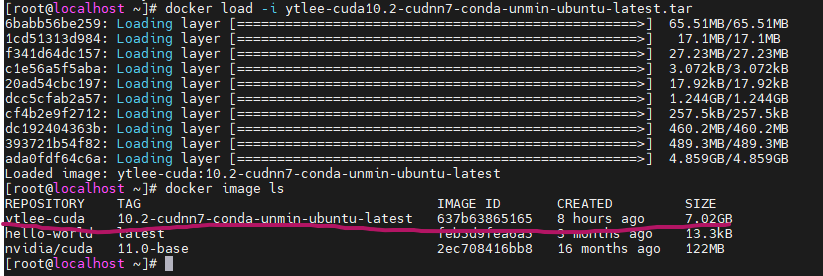 [root@localhost ~]# docker load -i ytlee-cuda10.2-cudnn7-conda-unmin-ubuntu-latest.tar
6babb56be259: Loading layer [==================================================>]  65.51MB/65.51MB
1cd51313d984: Loading layer [==================================================>]  17.1MB/17.1MB
f341d64dc157: Loading layer [==================================================>]  27.23MB/27.23MB
c1e56a5f5aba: Loading layer [==================================================>]  3.072kB/3.072kB
20ad54cbc197: Loading layer [==================================================>]  17.92kB/17.92kB
dcc5cfab2a57: Loading layer [==================================================>]  1.244GB/1.244GB
cf4b2e9f2712: Loading layer [==================================================>]  257.5kB/257.5kB
dc192404363b: Loading layer [==================================================>]  460.2MB/460.2MB
393721b54f82: Loading layer [==================================================>]  489.3MB/489.3MB
ada0fdf64c6a: Loading layer [==================================================>]  4.859GB/4.859GB
Loaded image: ytlee-cuda:10.2-cudnn7-conda-unmin-ubuntu-latest
[root@localhost ~]# docker image ls
REPOSITORY TAG IMAGE ID CREATED SIZE
ytlee-cuda 10.2-cudnn7-conda-unmin-ubuntu-latest 637b63865165 8 hours ago 7.02GB
hello-world latest feb5d9fea6a5 3 months ago 13.3kB
nvidia/cuda 11.0-base 2ec708416bb8 16 months ago 122MB
[root@localhost ~]#